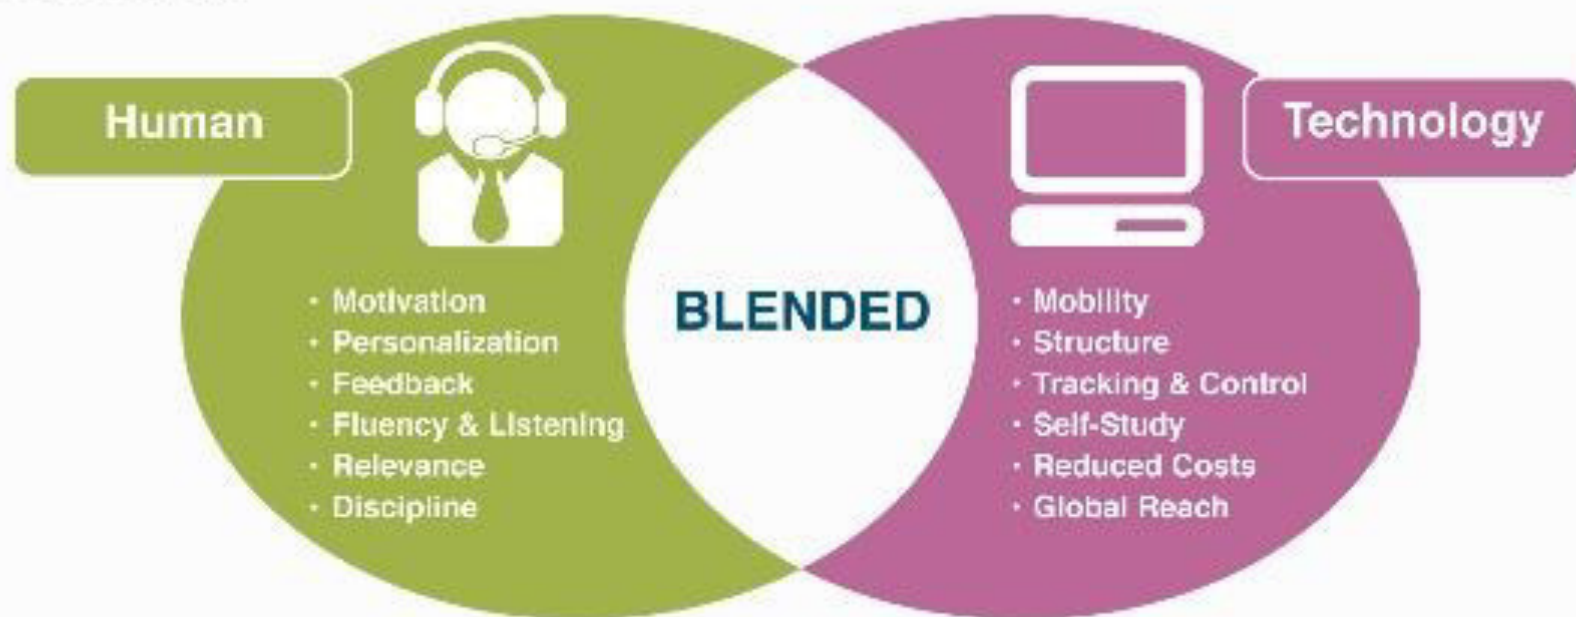 Human
Technology
BLENDED
· Motivation
· Personalization
· Feedback
· Fluency & Listening
· Relevance
· Discipline
· Mobility
· Structure
· Tracking & Control
· Self-Study
· Reduced Costs
· Global Reach